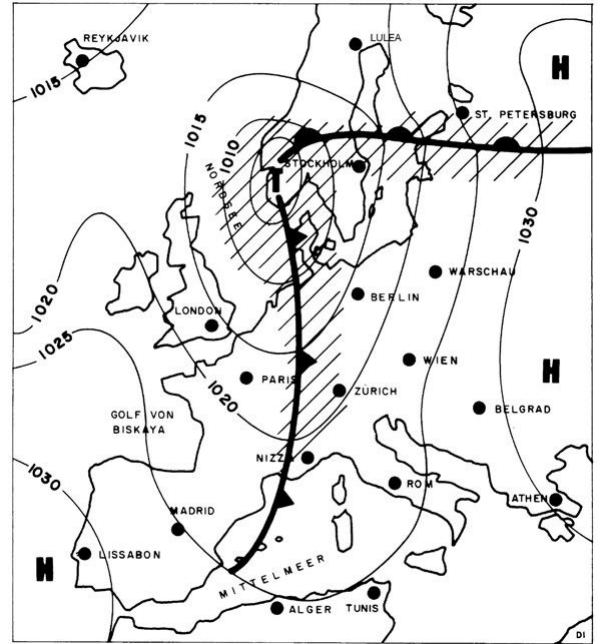 REYKJAVIK
LULEA
H
1015
ST. PETERSBURG
1015
1010
STOCKHOLM
T
NORDSEE
1030
WARSCHAU
1020
BERLIN
LONDON
1025
WIEN
H
PARIS
ZÜRICH
1020
BELGRAD
GOLF VON
BISKAYA
NIZZA
1030
ROM
ATHEN
MADRID
LISSABON
H
MITTELMEER
ALGER
TUNIS
DI